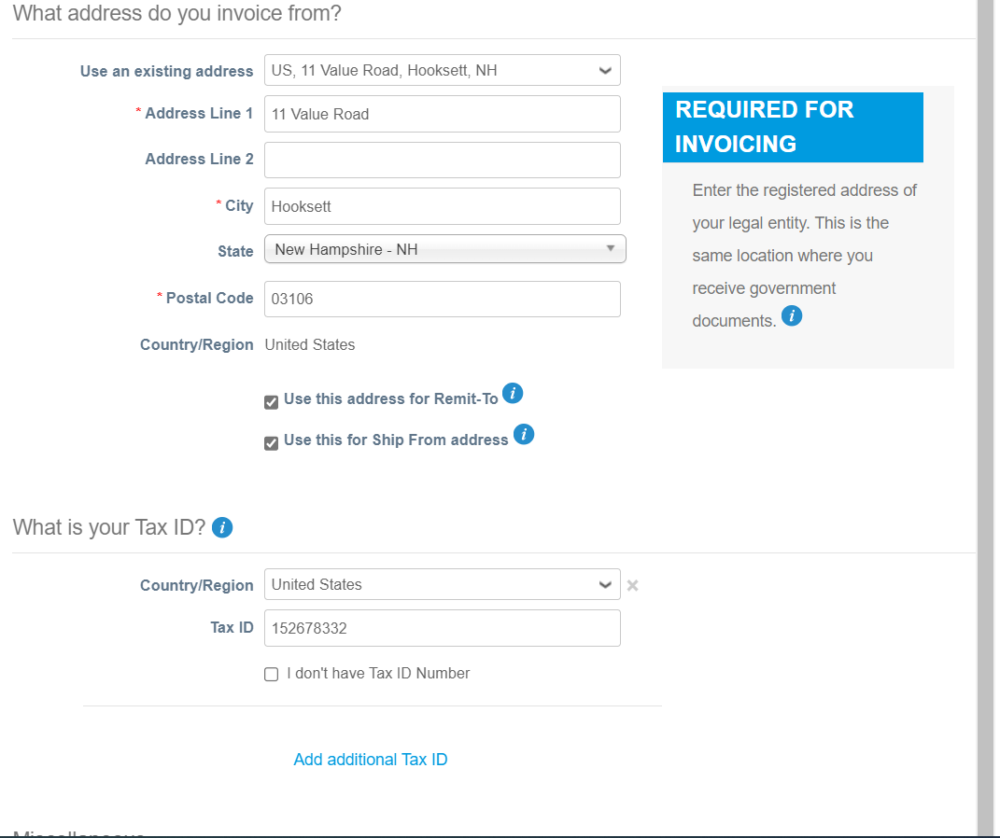 What address do you invoice from?
Use an existing address US, 11 Value Road, Hooksett, NH
* Address Line 1 11 Value Road
Address Line 2
* City Hooksett
State New Hampshire - NH
* Postal Code 03106
Country/Region United States
Use this address for Remit-To i
Use this for Ship From address i
REQUIRED FOR
INVOICING
Enter the registered address of
your legal entity. This is the
same location where you
receive government
documents. i
What is your Tax ID? i
Country/Region United States
Tax ID 152678332
I don't have Tax ID Number
Add additional Tax ID
Miscellaneous